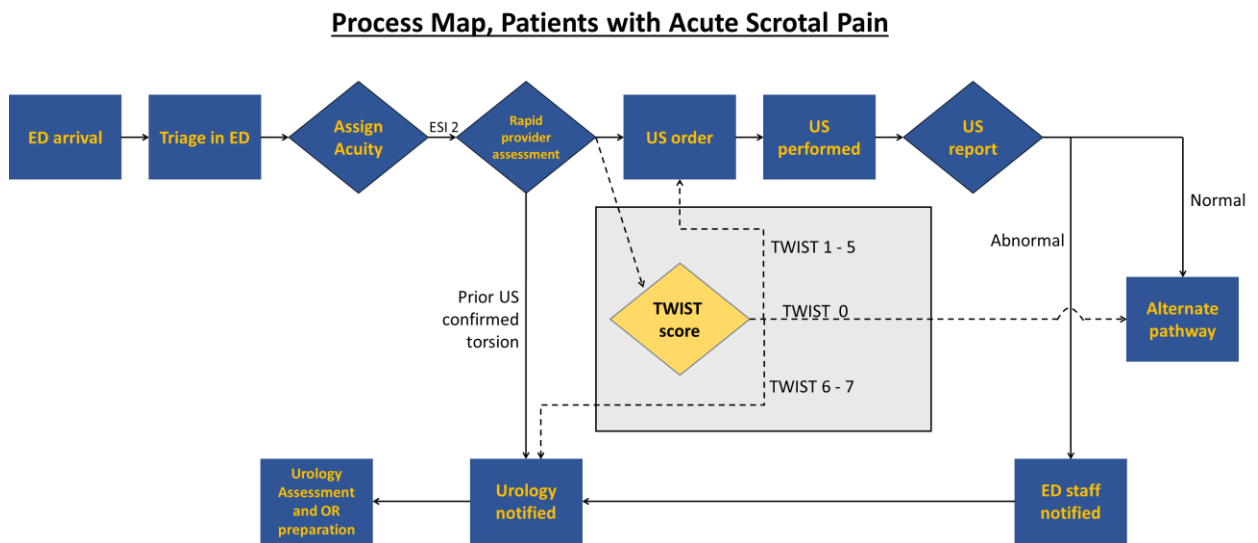 Process Map, Patients with Acute Scrotal Pain
ED arrival
Triage in ED
Assign
Acuity
ESI 2
Rapid
provider
assessment
US order
US
performed
US
report
Normal
Abnormal
TWIST 1 - 5
Prior US
confirmed
torsion
TWIST
score
TWIST 0
Alternate
pathway
TWIST 6 - 7
Urology
Assessment
and OR
preparation
Urology
notified
ED staff
notified